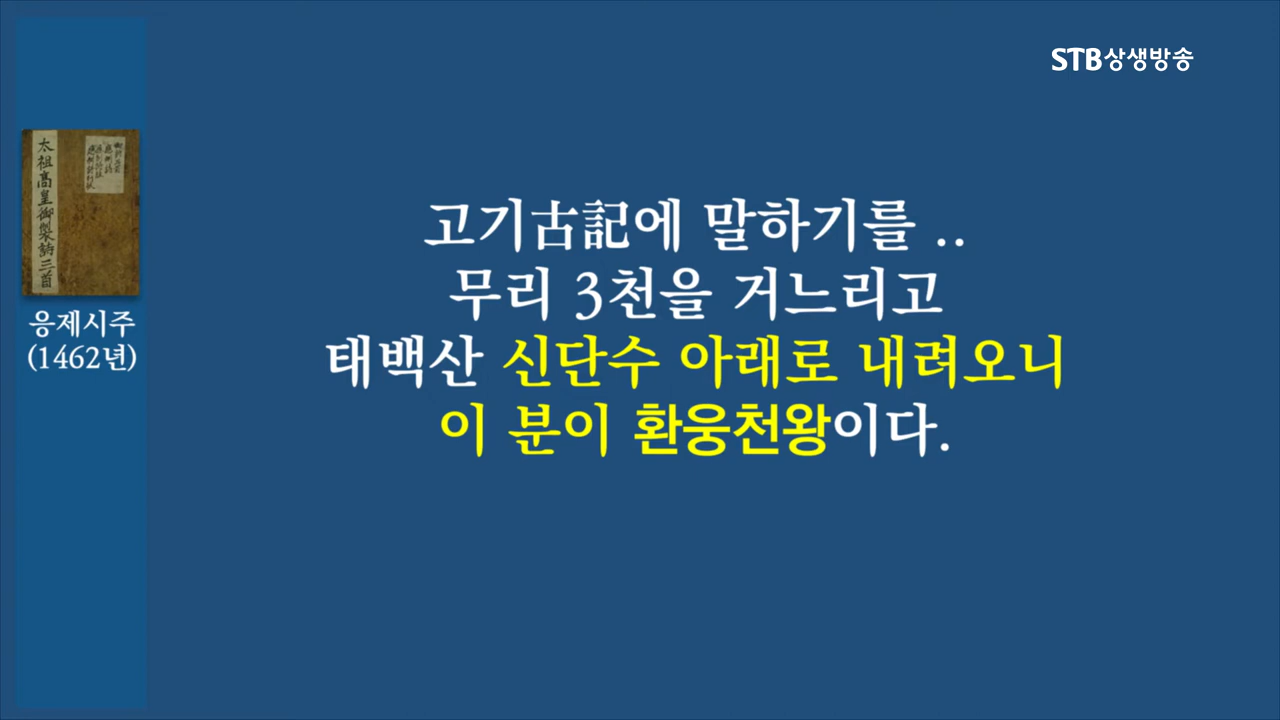 STB상생방송
太祖高皇御製詩三首
응제시주
(1462년)
고기古記에 말하기를 ..
무리 3천을 거느리고
태백산 신단수 아래로 내려오니
이 분이 환웅천왕이다.